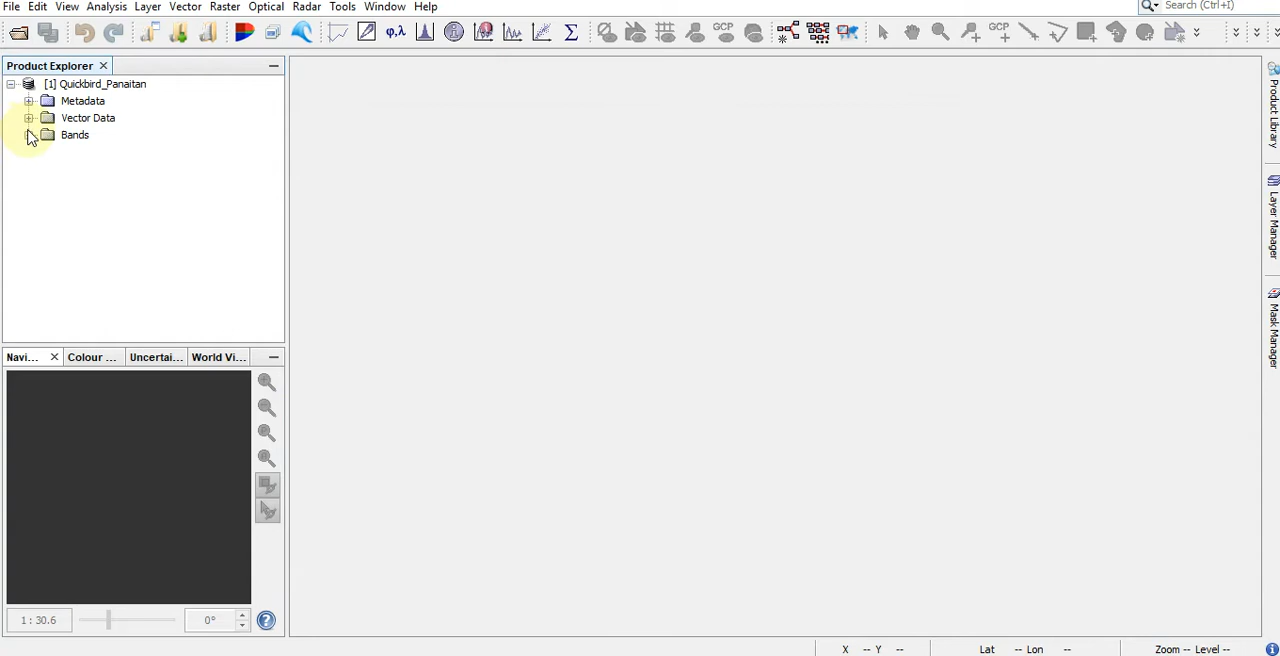 File Edit View Analysis Layer Vector Raster Optical Radar Tools Window Help
Search (Ctrl+I)
φ,λ Σ GCP GCP
Product Explorer
[1] Quickbird_Panaitan
Metadata
Vector Data
Bands
Product Library
Layer Manager
Mask Manager
Navi... Colour ... Uncertai... World Vi...
1 : 30.6 0°
X -- Y -- Lat -- Lon -- Zoom -- Level --